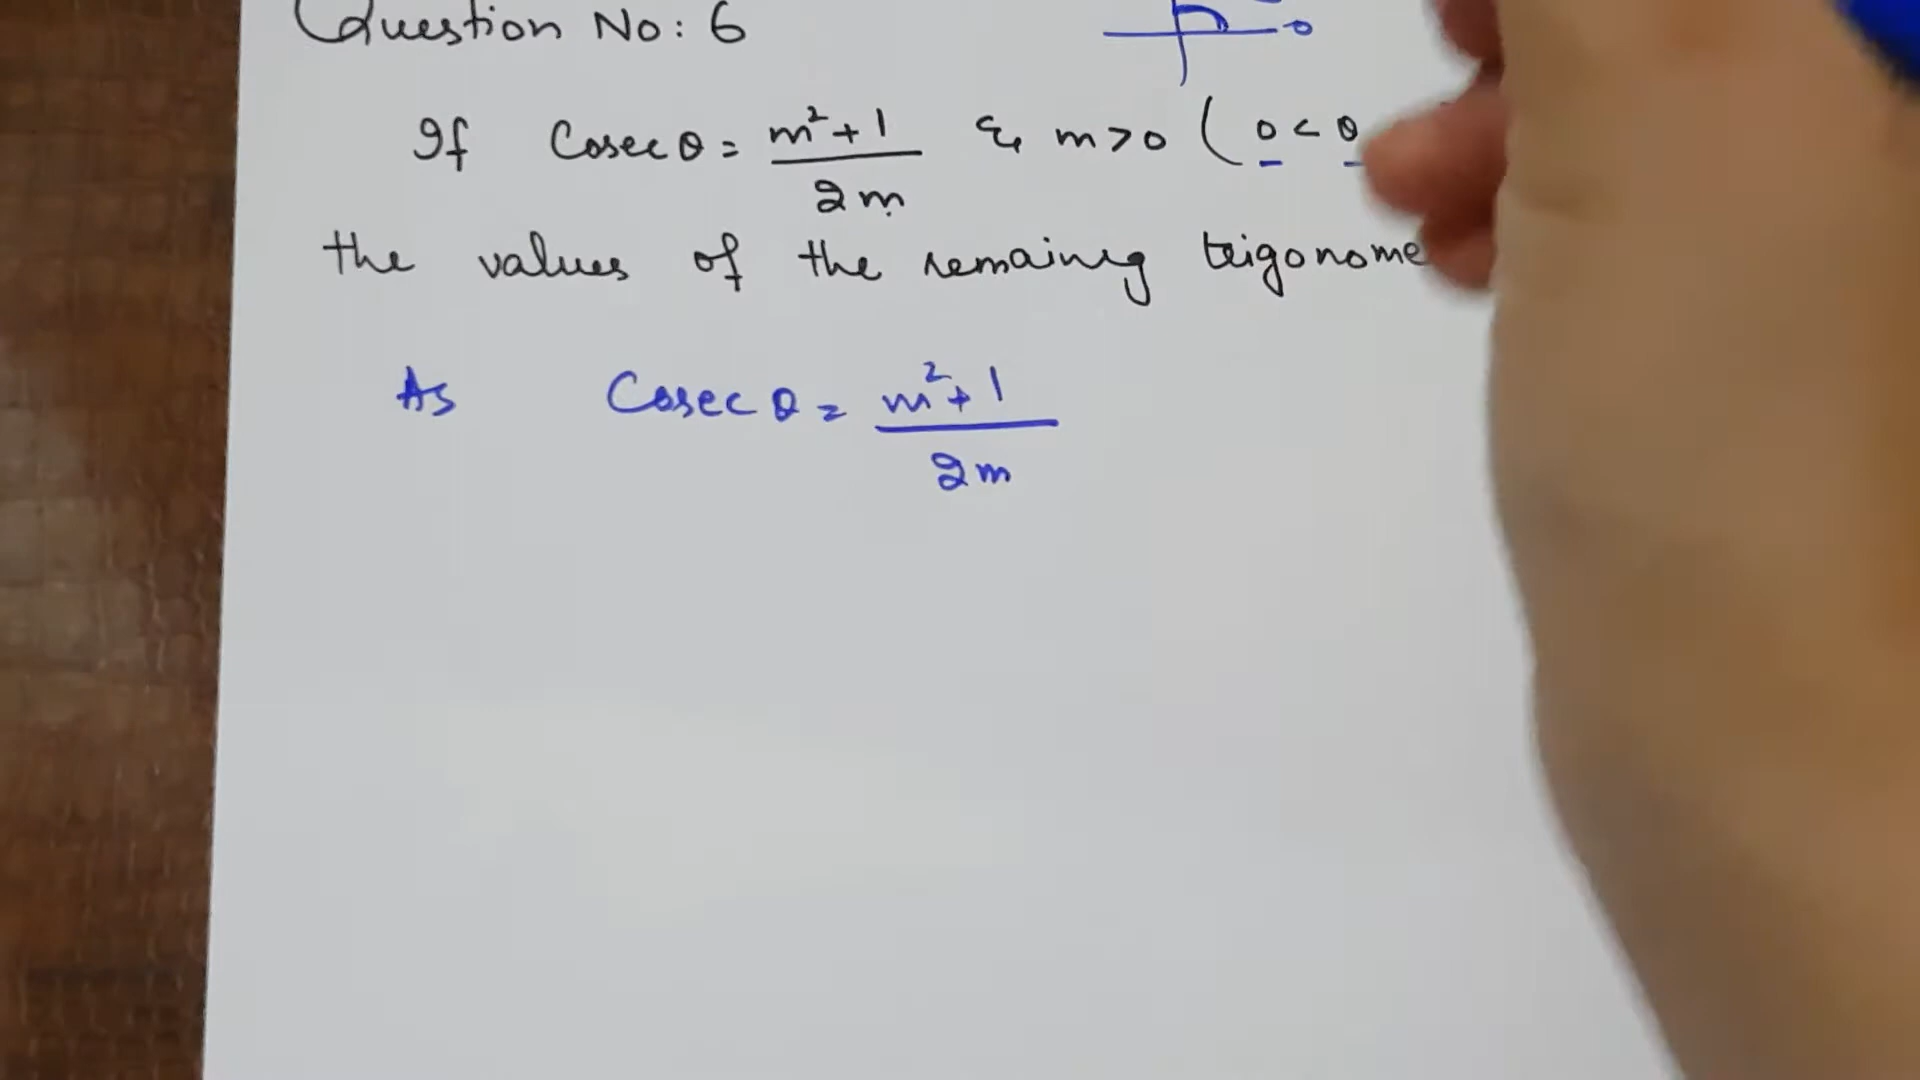 Question No: 6
0
If Cosec θ = m²+1 / 2m & m>0 ( 0 < θ
the values of the remaining trigonome
As Cosec θ = m²+1 / 2m